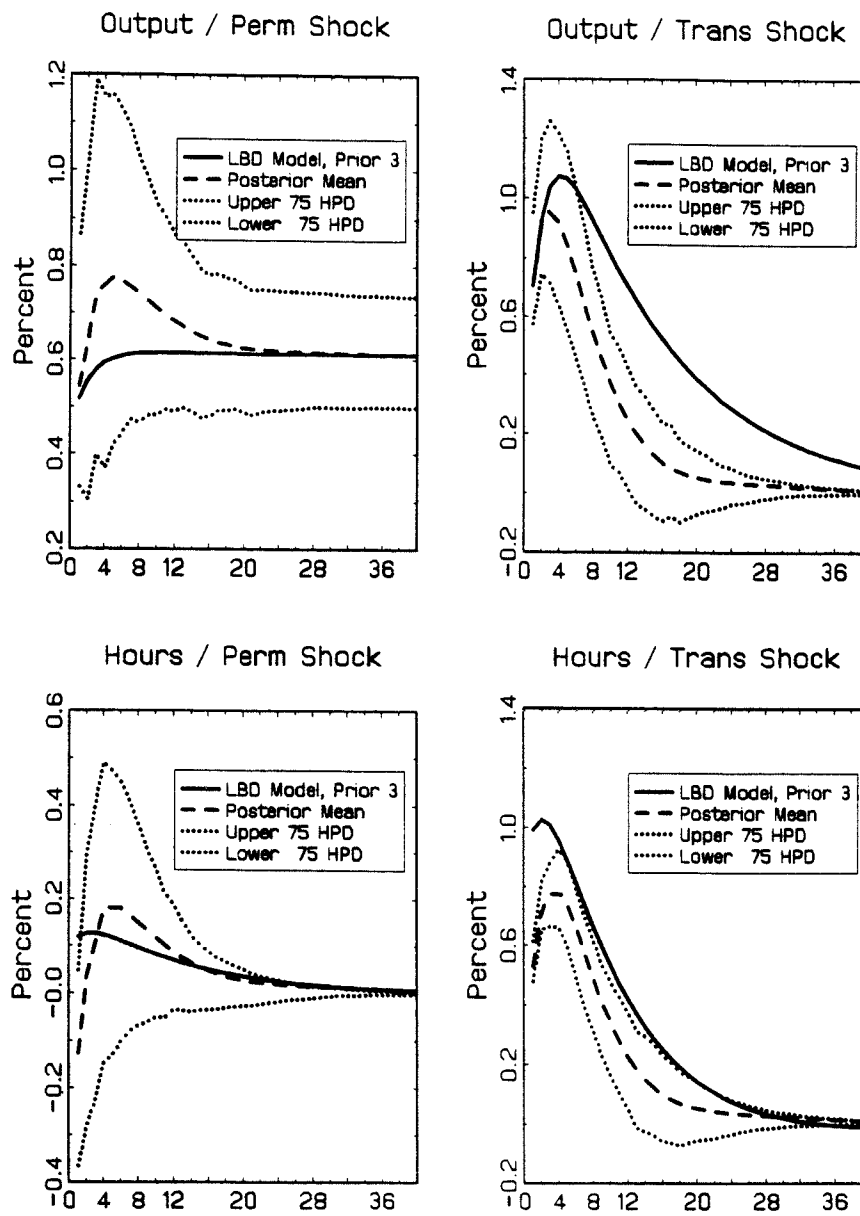 Output / Perm Shock
Percent
1.2
1.0
0.8
0.6
0.4
0.2
LBD Model, Prior 3
Posterior Mean
Upper 75 HPD
Lower 75 HPD
0 4 12 20 28 36
Output / Trans Shock
Percent
1.4
1.0
0.6
0.2
-0.2
LBD Model, Prior 3
Posterior Mean
Upper 75 HPD
Lower 75 HPD
0 4 12 20 28 36
Hours / Perm Shock
Percent
0.6
0.4
0.2
-0.0
-0.2
-0.4
LBD Model, Prior 3
Posterior Mean
Upper 75 HPD
Lower 75 HPD
0 4 12 20 28 36
Hours / Trans Shock
Percent
1.4
1.0
0.6
0.2
-0.2
LBD Model, Prior 3
Posterior Mean
Upper 75 HPD
Lower 75 HPD
0 4 12 20 28 36